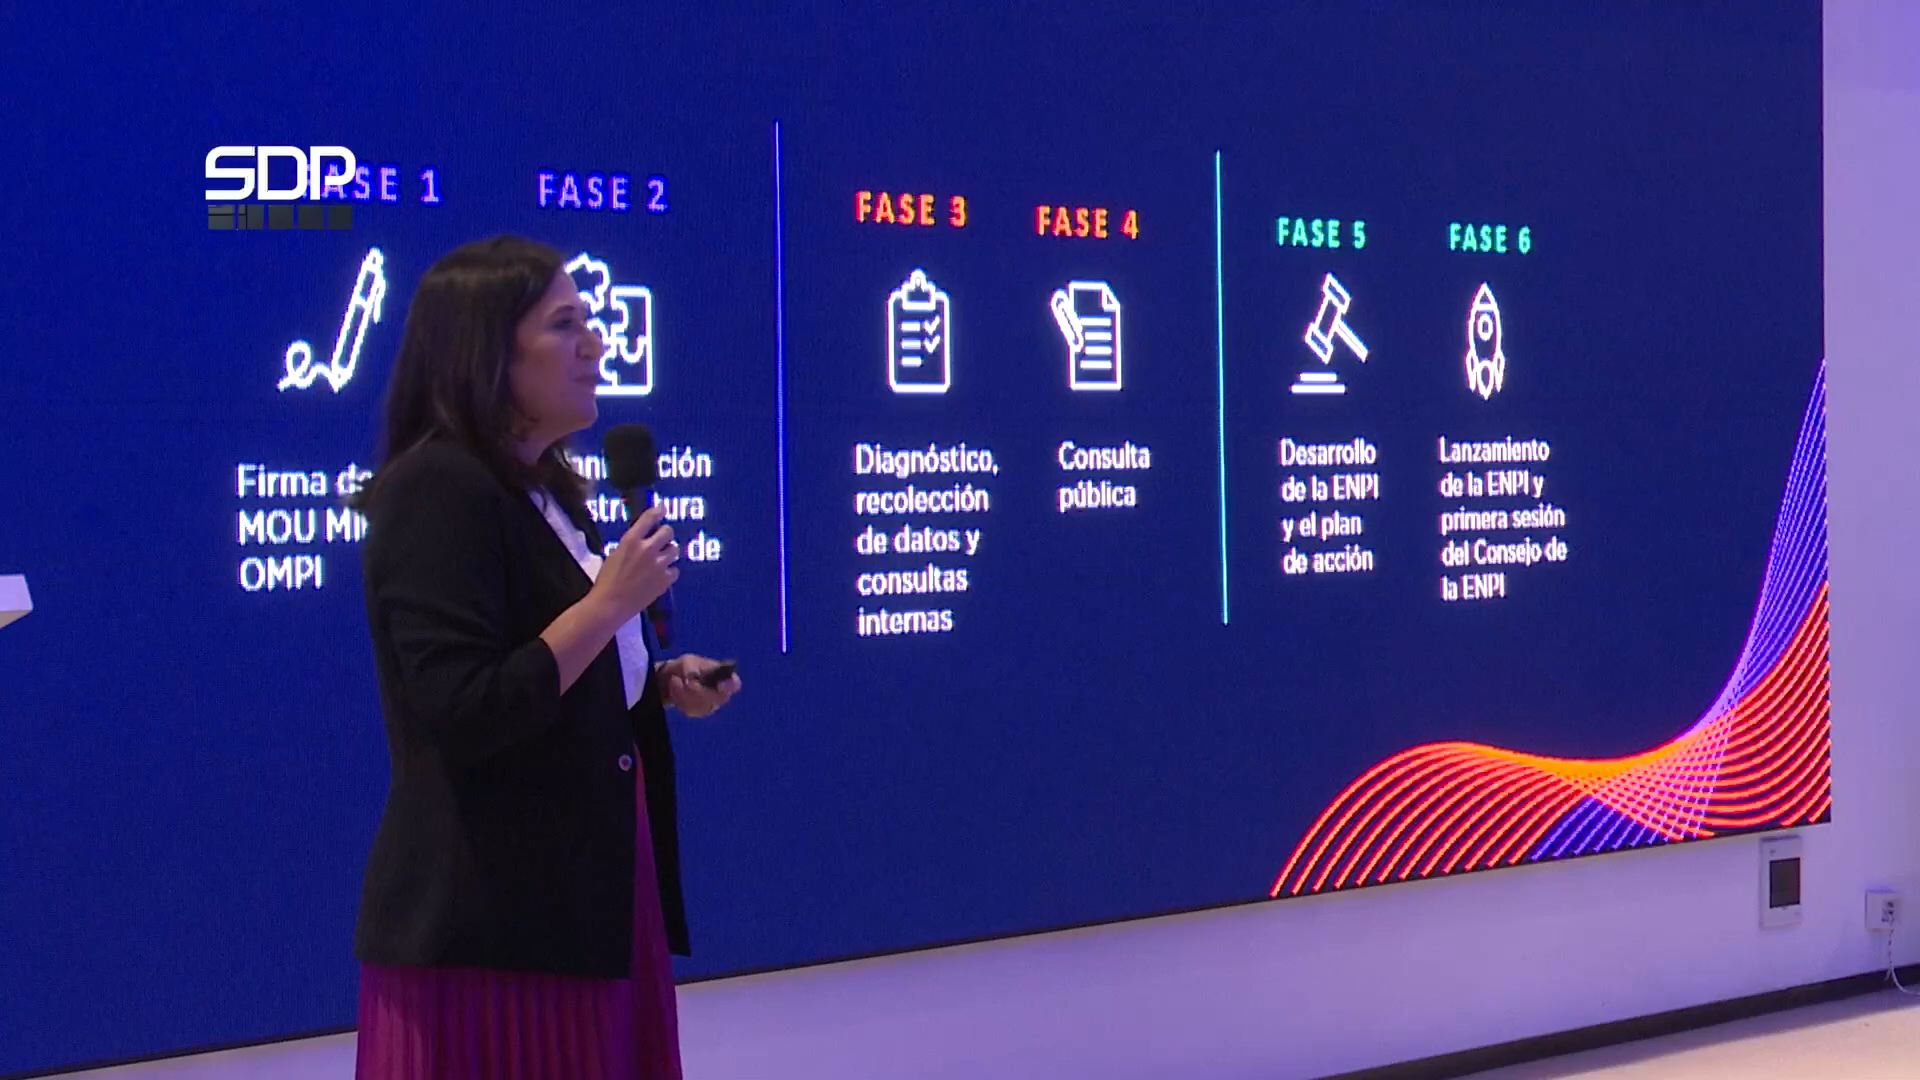 SDP
FASE 1
FASE 2
FASE 3
FASE 4
FASE 5
FASE 6
Firma de
MOU
OMPI
de
Diagnóstico,
recolección
de datos y
consultas
internas
Consulta
pública
Desarrollo
de la ENPI
y el plan
de acción
Lanzamiento
de la ENPI y
primera sesión
del Consejo de
la ENPI